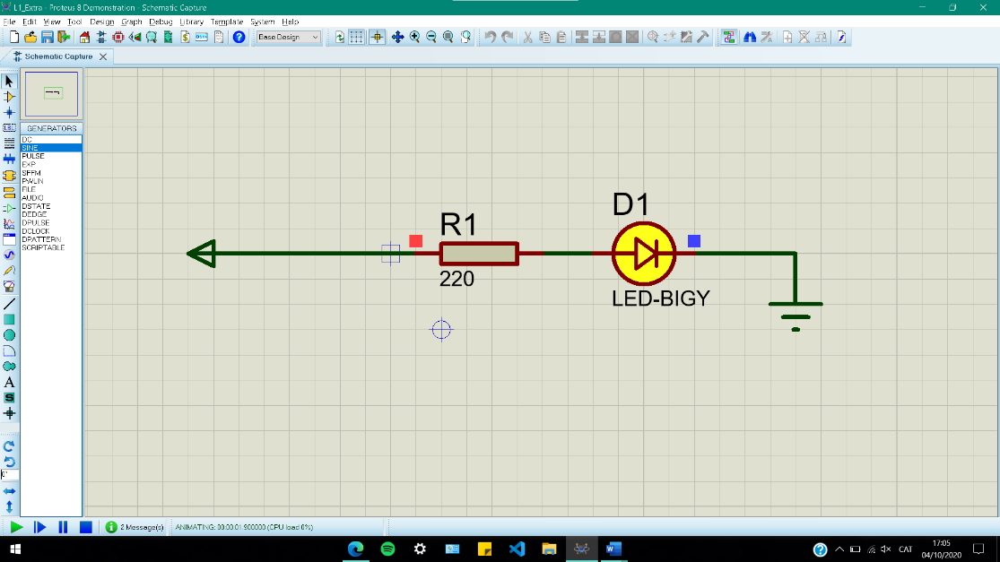 L1_Extra - Proteus 8 Demonstration - Schematic Capture
File Edit View Tool Design Graph Debug Library Template System Help
Base Design
Schematic Capture
GENERATORS
DC
SINE
PULSE
EXP
SFFM
PWLIN
FILE
AUDIO
DSTATE
DEDGE
DPULSE
DCLOCK
DPATTERN
SCRIPTABLE
R1
220
D1
LED-BIGY
A
S
0°
2 Message(s)
ANIMATING: 00:00:01.900000 (CPU load 0%)
CAT
17:05
04/10/2020